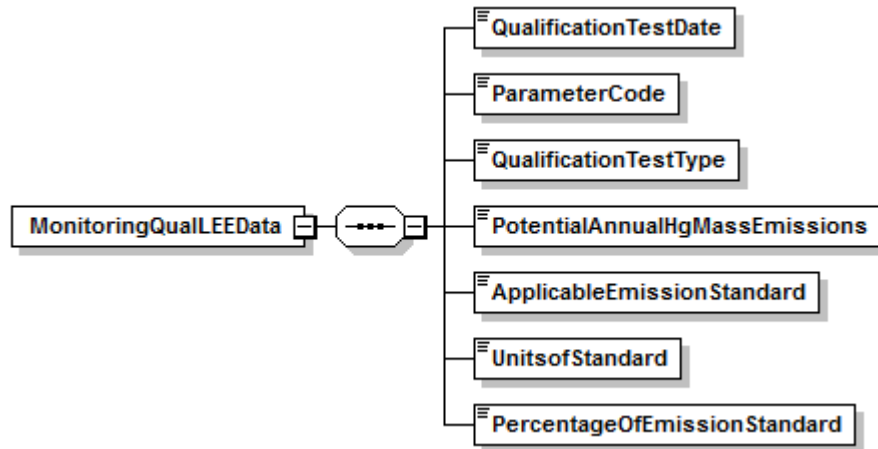 QualificationTestDate
ParameterCode
QualificationTestType
MonitoringQualLEEData
PotentialAnnualHgMassEmissions
ApplicableEmissionStandard
UnitsofStandard
PercentageOfEmissionStandard